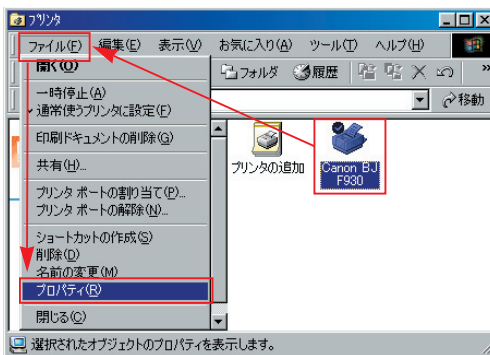 プリンタ
ファイル(F) 編集(E) 表示(V) お気に入り(A) ツール(T) ヘルプ(H)
開く(O)
フォルダ 履歴
一時停止(A)
通常使うプリンタに設定(F)
移動
印刷ドキュメントの削除(G)
共有(H)...
プリンタ ポートの割り当て(P)...
プリンタ ポートの解除(N)...
ショートカットの作成(S)
削除(D)
名前の変更(M)
プロパティ(R)
閉じる(C)
プリンタの追加
Canon BJ
F930
選択されたオブジェクトのプロパティを表示します。